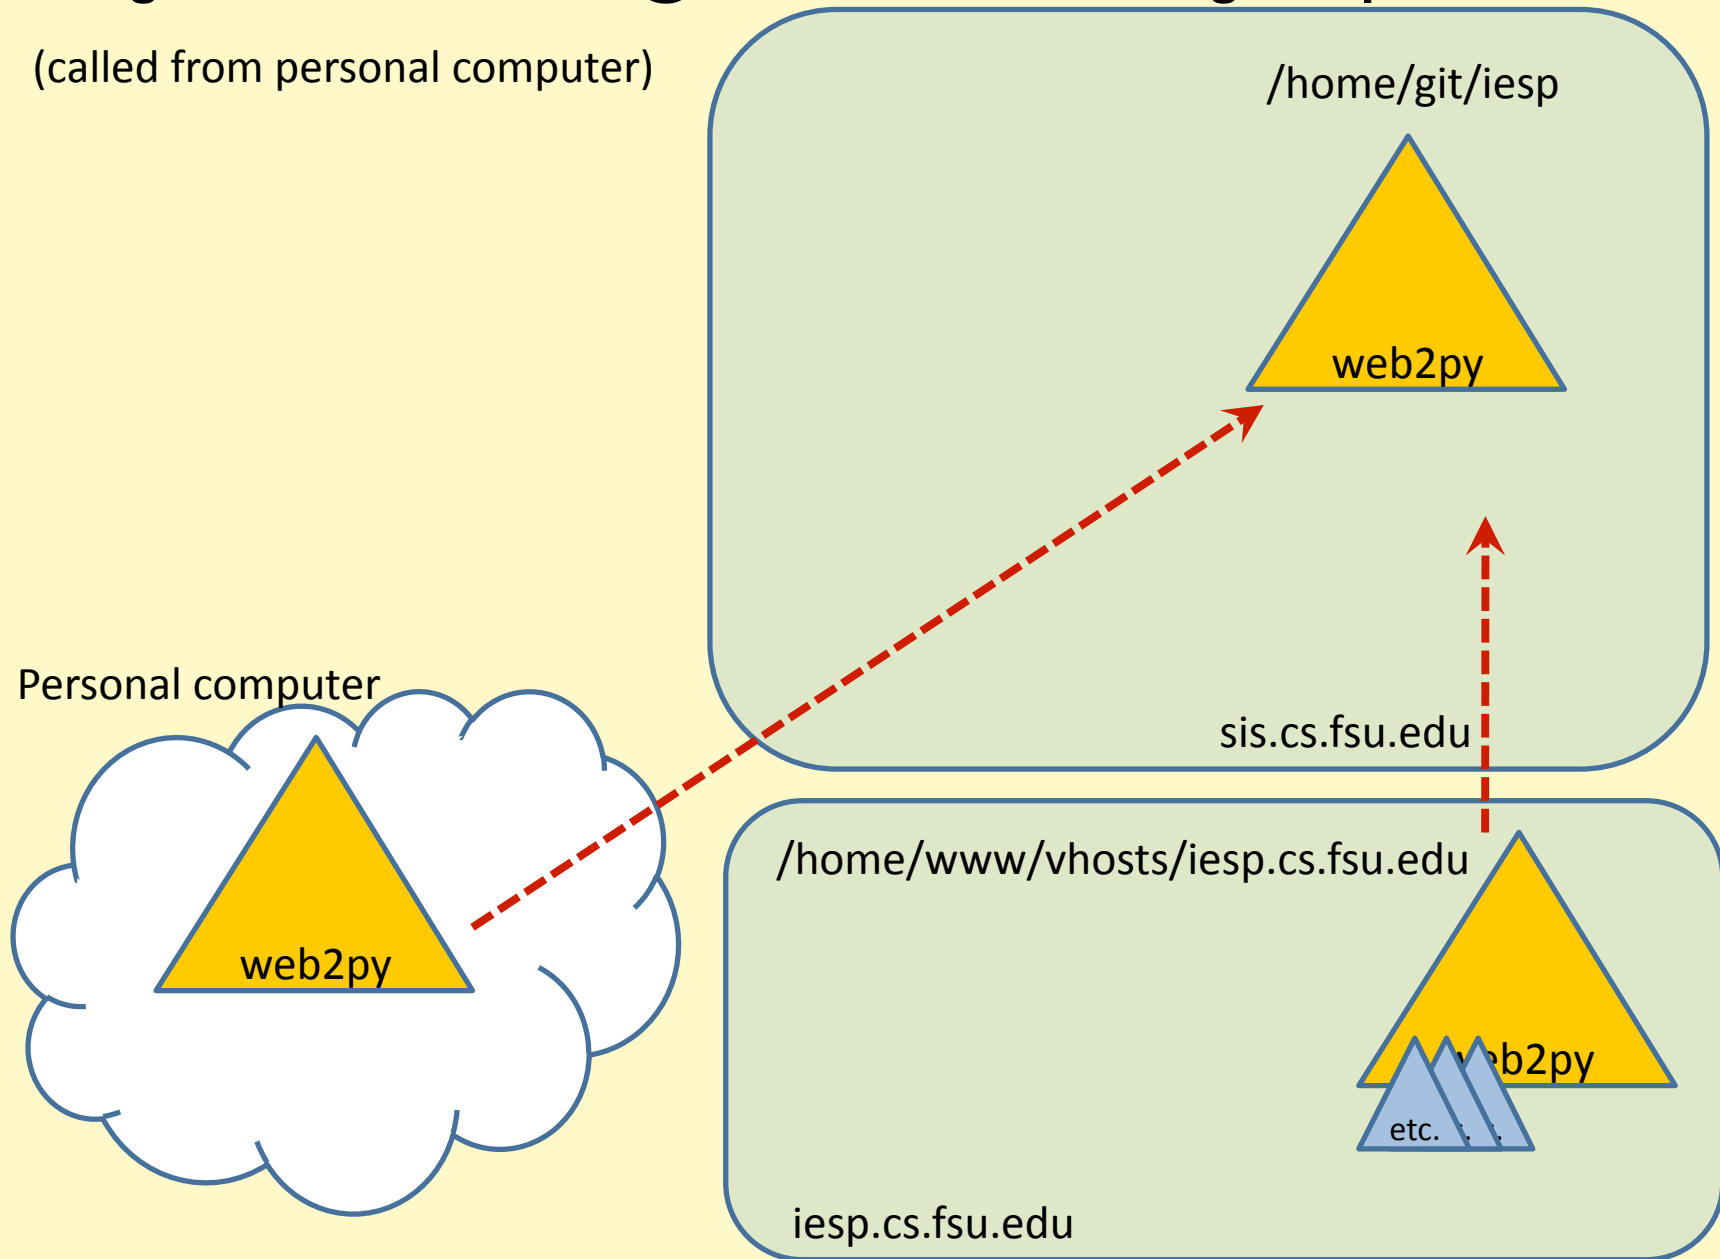 (called from personal computer)
/home/git/iesp
web2py
Personal computer
sis.cs.fsu.edu
/home/www/vhosts/iesp.cs.fsu.edu
web2py
web2py
etc.
iesp.cs.fsu.edu